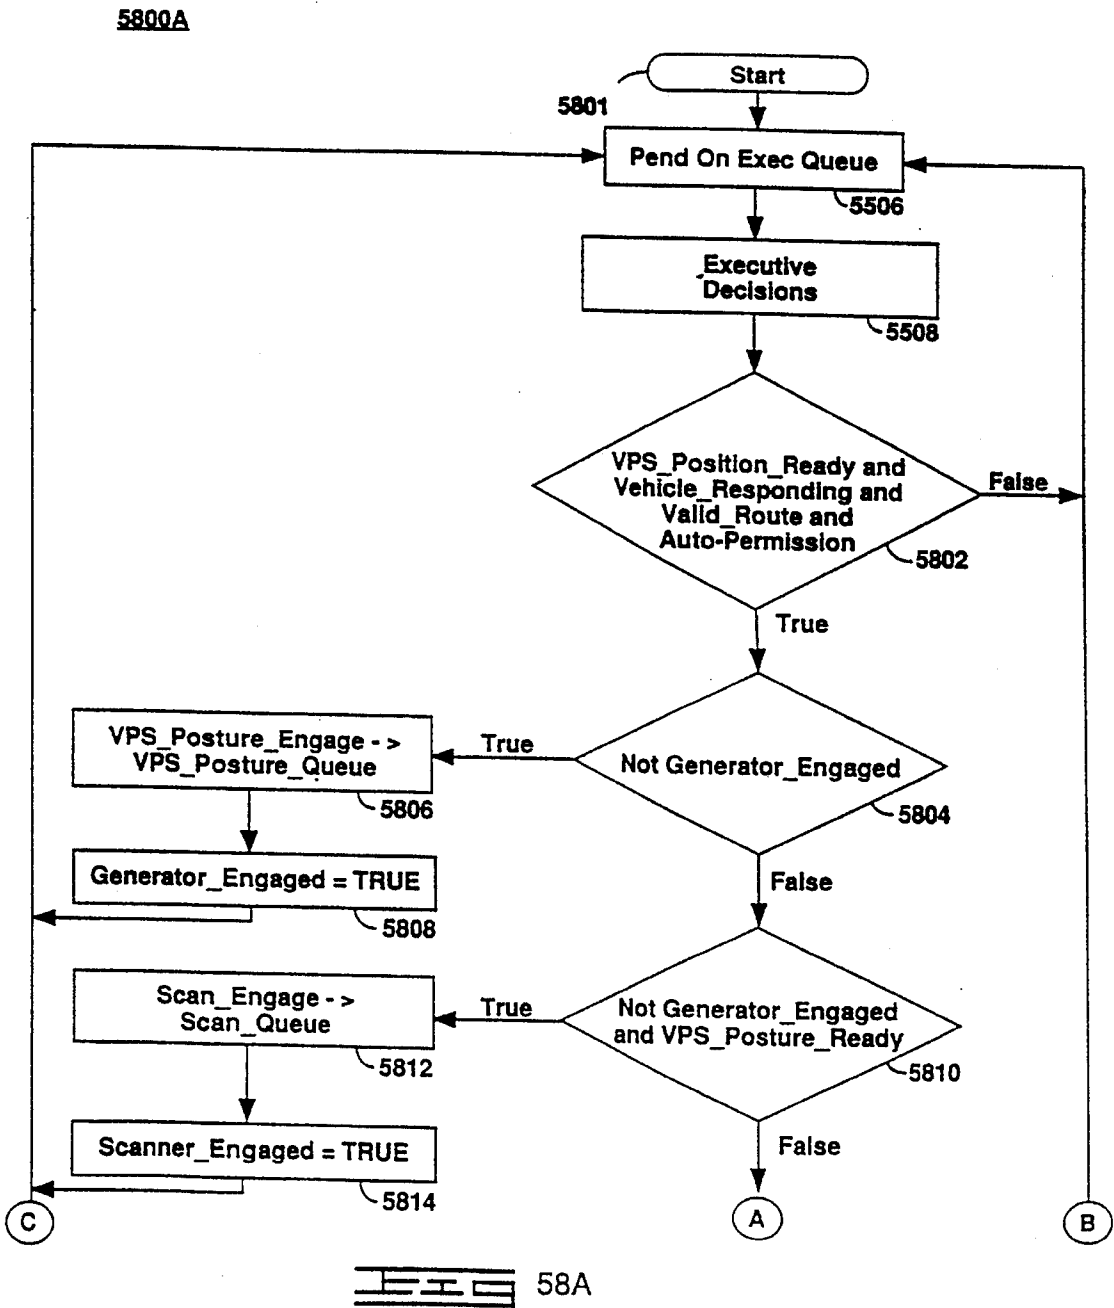 5800A
Start
5801
Pend On Exec Queue
5506
Executive
Decisions
5508
VPS_Position_Ready and
Vehicle_Responding and
Valid_Route and
Auto-Permission
False
5802
True
VPS_Posture_Engage - >
VPS_Posture_Queue
True
Not Generator_Engaged
5806
5804
Generator_Engaged = TRUE
False
5808
Scan_Engage - >
Scan_Queue
True
Not Generator_Engaged
and VPS_Posture_Ready
5812
5810
Scanner_Engaged = TRUE
False
5814
C
A
B
FIG 58A